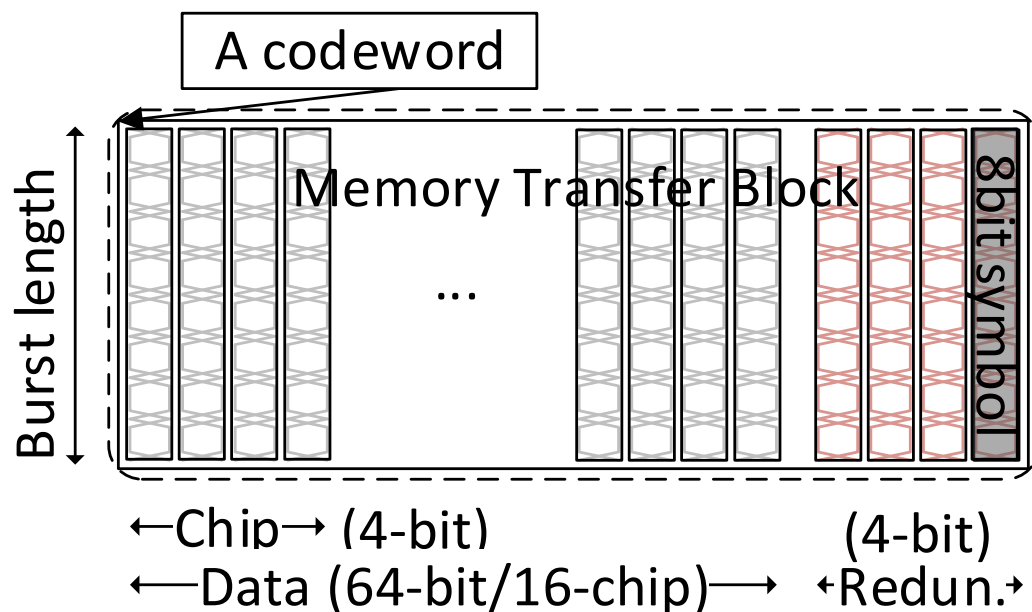 A codeword
Burst length
Memory Transfer Block
8bit symbol
...
Chip (4-bit)
(4-bit)
Data (64-bit/16-chip)
Redun.